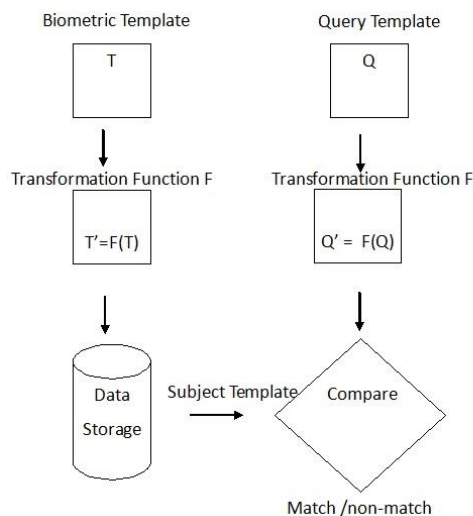 Biometric Template
Query Template
T
Q
Transformation Function F
Transformation Function F
T’=F(T)
Q’ = F(Q)
Data
Storage
Subject Template
Compare
Match /non-match